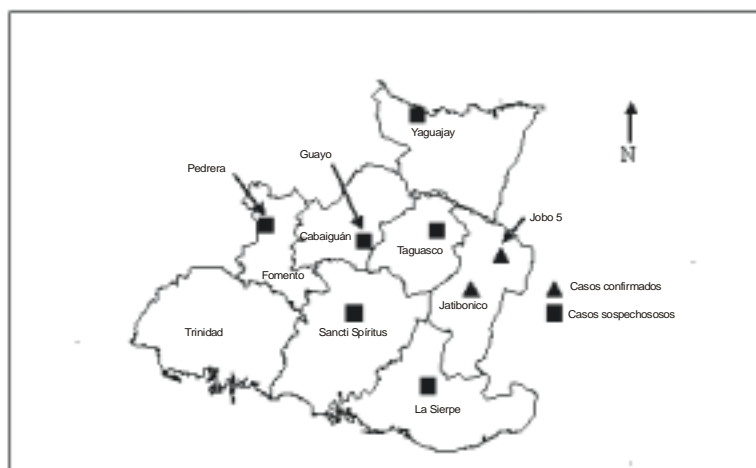 Yaguajay
Guayo
Pedrera
N
Jobo 5
Cabaiguán
Taguasco
Fomento
Casos confirmados
Jatibonico
Casos sospechososos
Trinidad
Sancti Spíritus
La Sierpe